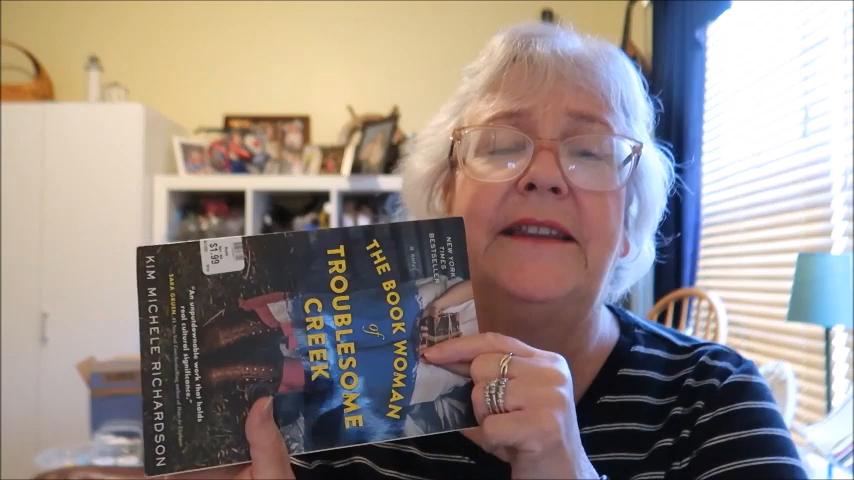 NEW YORK
TIMES
BESTSELLER
THE BOOK WOMAN
of
TROUBLESOME
CREEK
"An unputdownable work that holds
real cultural significance."
SARA GRUEN,
KIM MICHELE RICHARDSON
$1.99